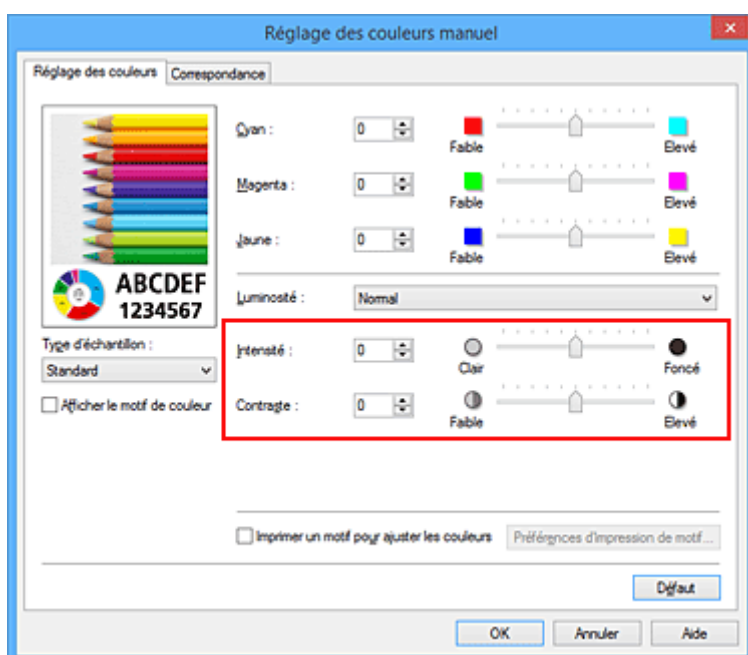 Réglage des couleurs manuel
Réglage des couleurs Correspondance
Cyan : 0 Faible Elevé
Magenta : 0 Faible Elevé
Jaune : 0 Faible Elevé
ABCDEF
1234567
Luminosité : Normal
Type d'échantillon :
Standard
Afficher le motif de couleur
Intensité : 0 Clair Foncé
Contraste : 0 Faible Elevé
Imprimer un motif pour ajuster les couleurs Préférences d'impression de motif...
Défaut
OK Annuler Aide